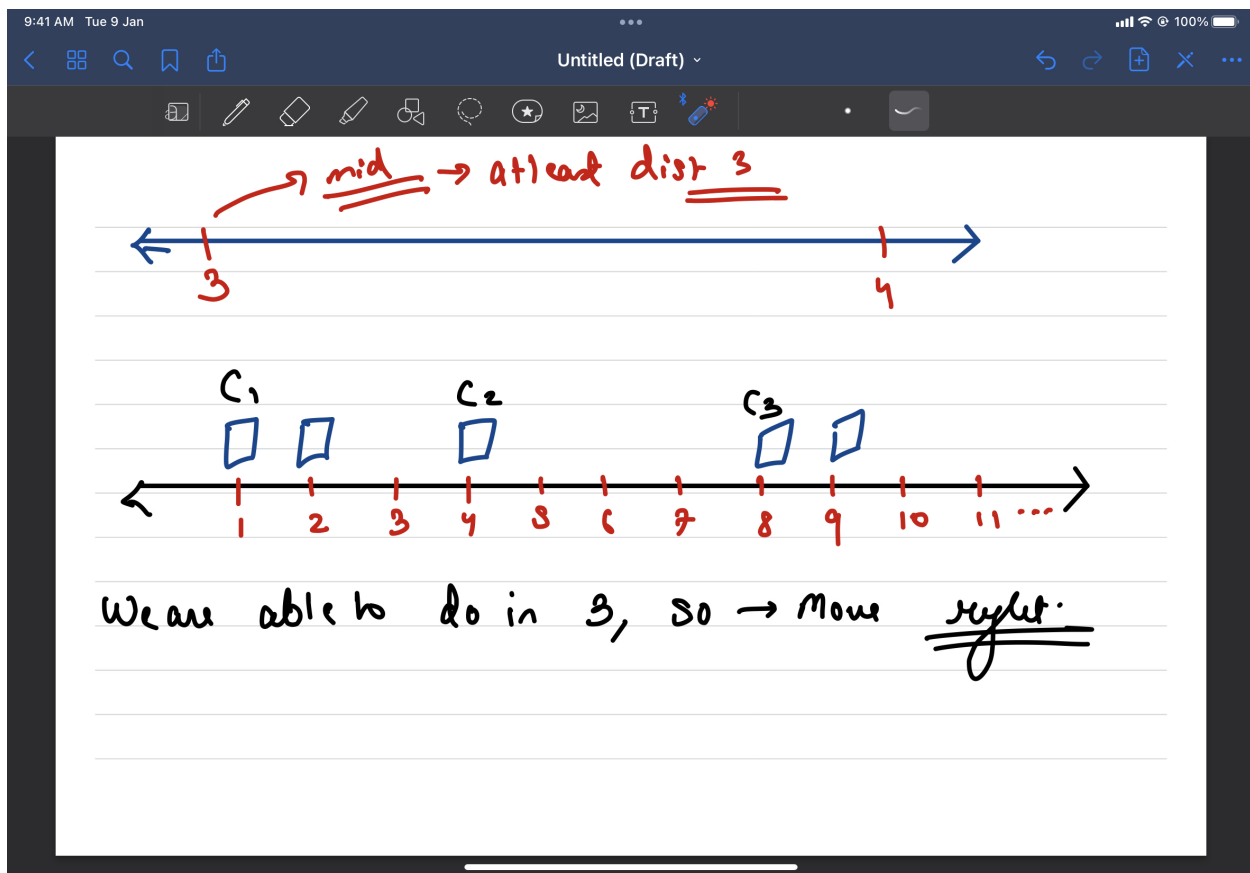 9:41 AM Tue 9 Jan
100%
Untitled (Draft)
T
mid → atleast dist 3
3 4
C1 C2 C3
1 2 3 4 5 6 7 8 9 10 11 ...
We are able to do in 3, so → Move right.